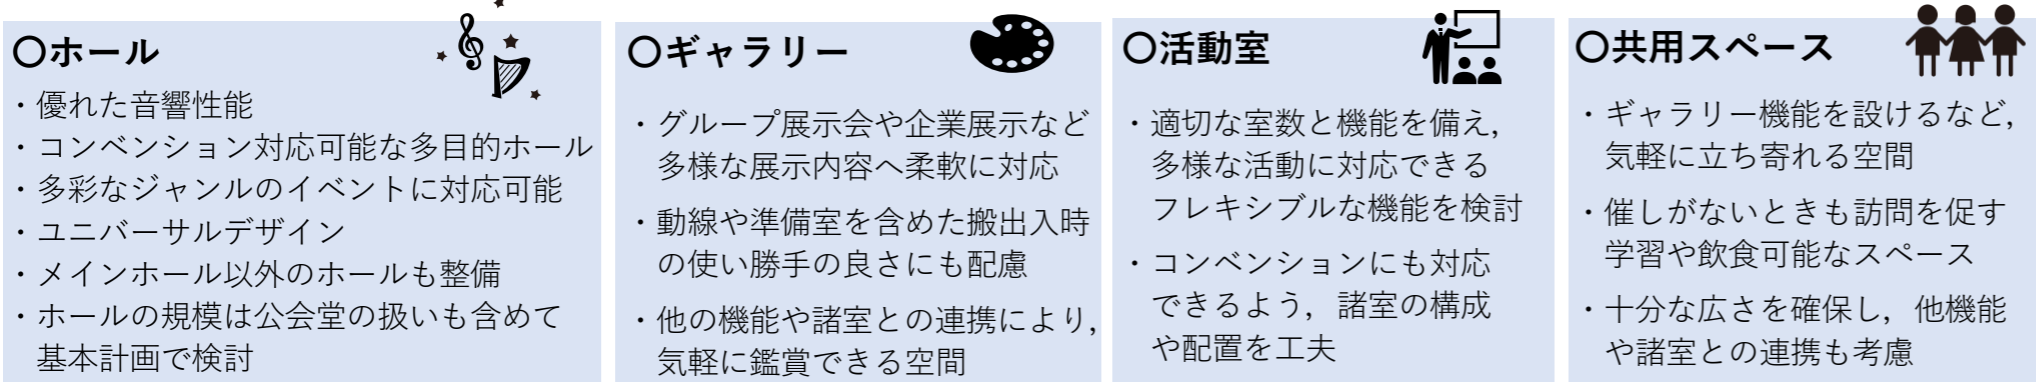 〇ホール
・優れた音響性能
・コンベンション対応可能な多目的ホール
・多彩なジャンルのイベントに対応可能
・ユニバーサルデザイン
・メインホール以外のホールも整備
・ホールの規模は公会堂の扱いも含めて
基本計画で検討
〇ギャラリー
・グループ展示会や企業展示など
多様な展示内容へ柔軟に対応
・動線や準備室を含めた搬出入時
の使い勝手の良さにも配慮
・他の機能や諸室との連携により,
気軽に鑑賞できる空間
〇活動室
・適切な室数と機能を備え,
多様な活動に対応できる
フレキシブルな機能を検討
・コンベンションにも対応
できるよう,諸室の構成
や配置を工夫
〇共用スペース
・ギャラリー機能を設けるなど,
気軽に立ち寄れる空間
・催しがないときも訪問を促す
学習や飲食可能なスペース
・十分な広さを確保し,他機能
や諸室との連携も考慮